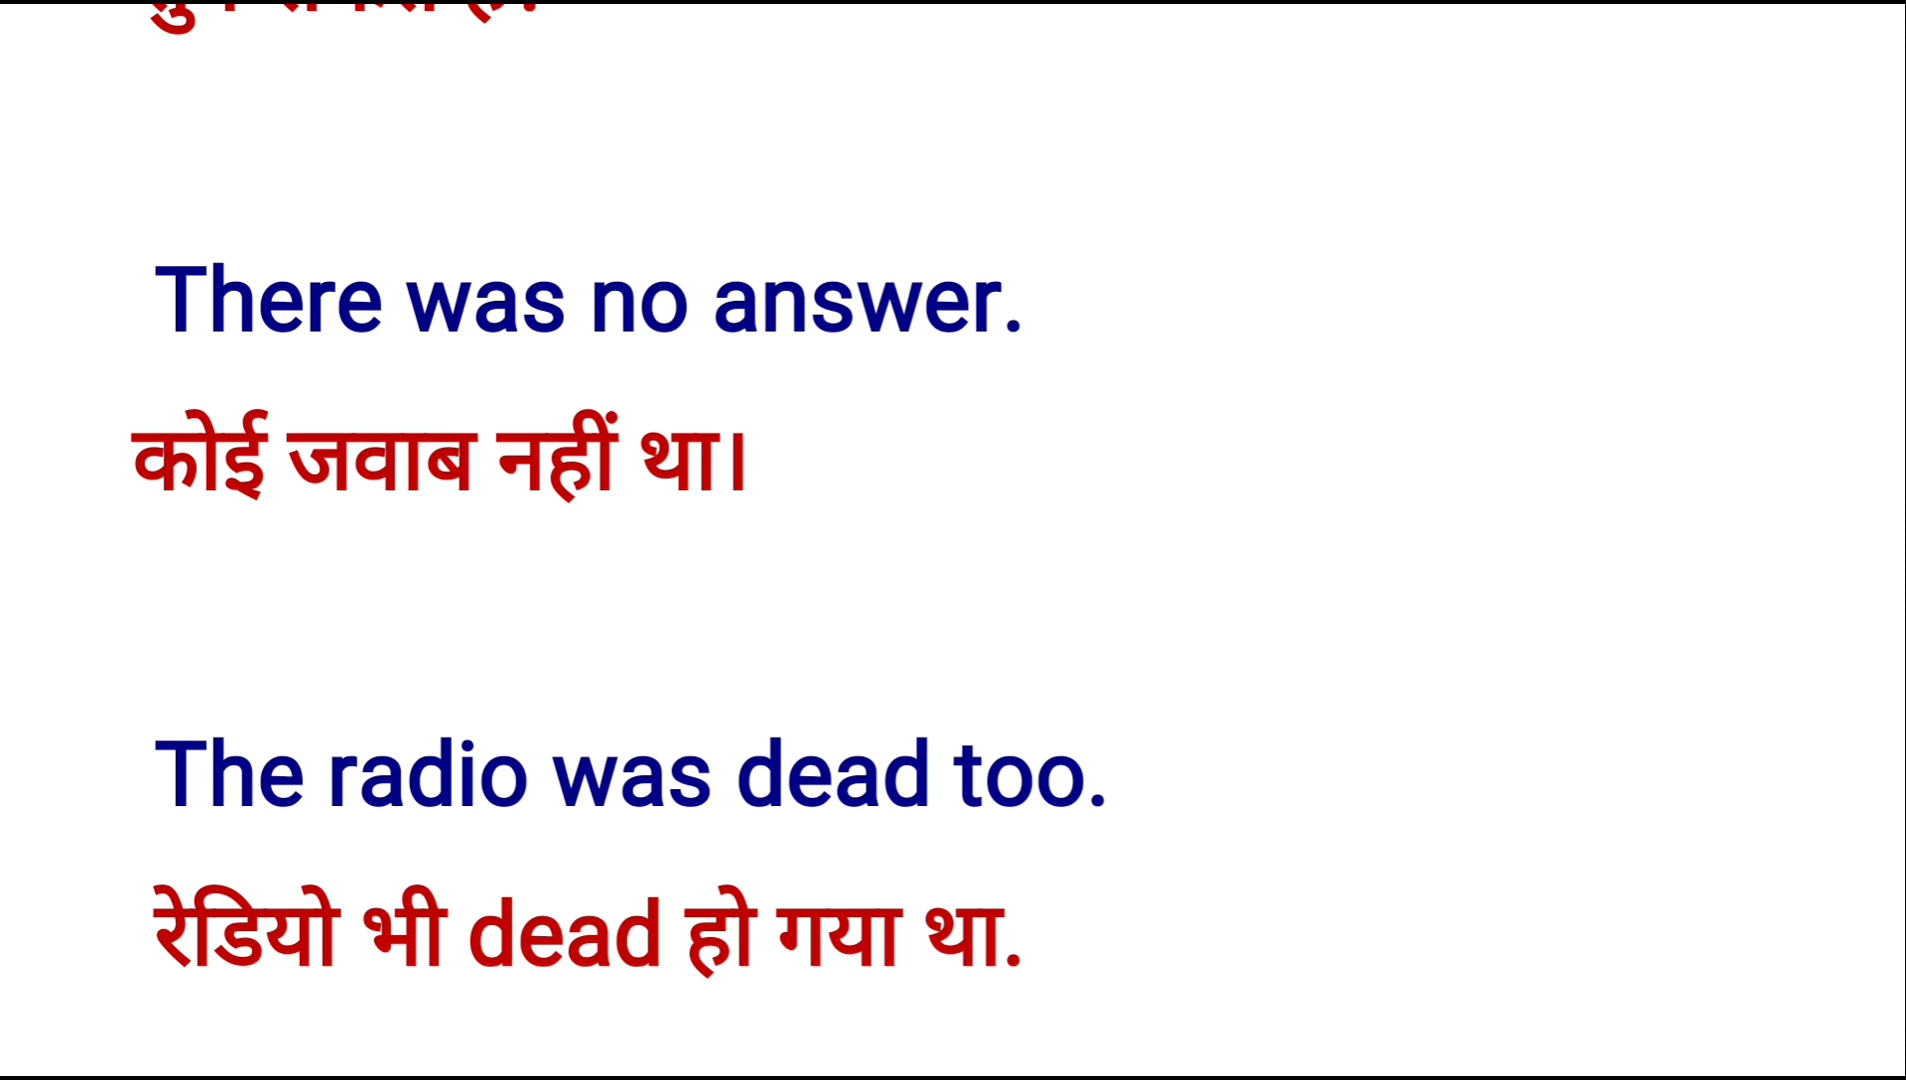 There was no answer.
कोई जवाब नहीं था।
The radio was dead too.
रेडियो भी dead हो गया था.